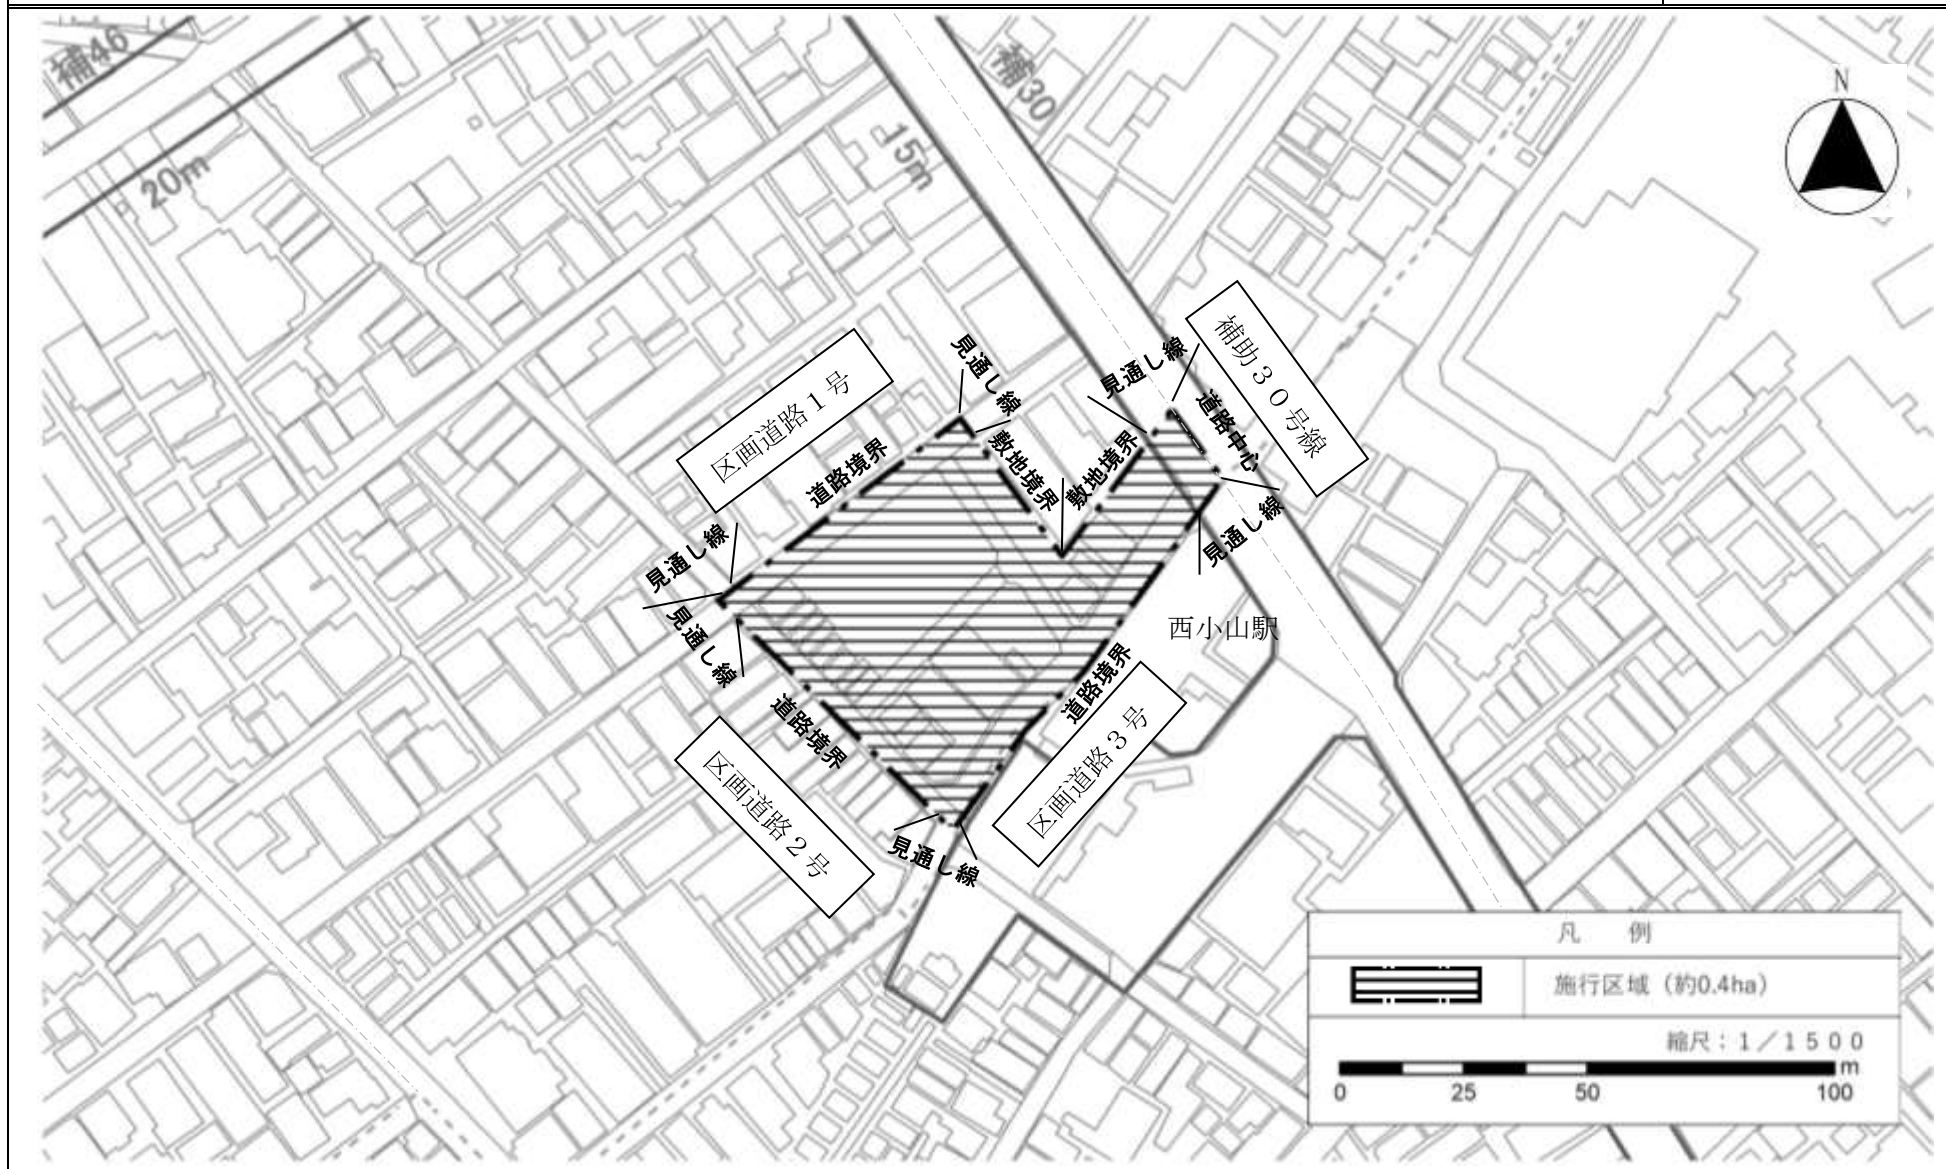 補46
20m
補30
15m
N
見通し線
見通し線
補助３０号線
区画道路１号
道路中心
道路境界
敷地境界
敷地境界
見通し線
見通し線
見通し線
西小山駅
道路境界
道路境界
区画道路３号
区画道路２号
見通し線
凡 例
施行区域（約0.4ha）
縮尺：１／１５００
0 25 50 100 m